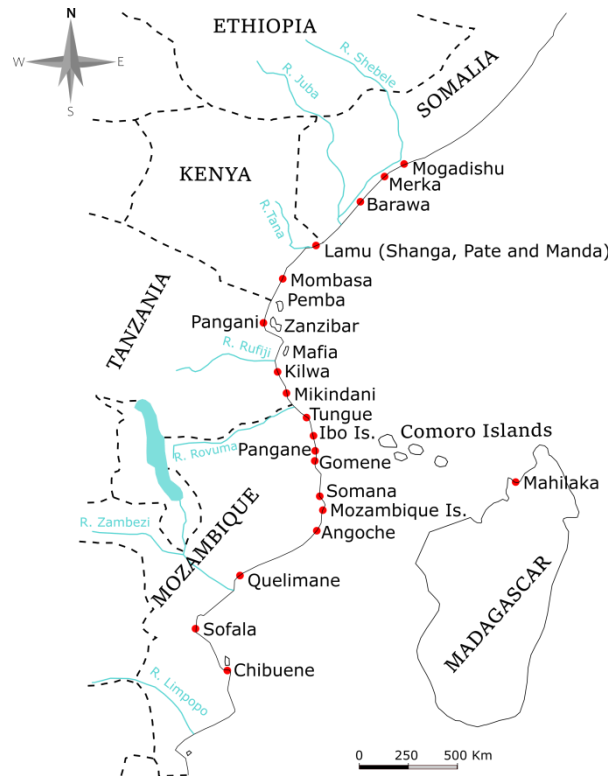 N
W
E
S
ETHIOPIA
R. Shebele
R. Juba
SOMALIA
KENYA
Mogadishu
Merka
Barawa
R.Tana
Lamu (Shanga, Pate and Manda)
Mombasa
Pemba
TANZANIA
Pangani
Zanzibar
R. Rufiji
Mafia
Kilwa
Mikindani
Tungue
Ibo Is.
Comoro Islands
R. Rovuma
Pangane
Gomene
Mahilaka
Somana
Mozambique Is.
R. Zambezi
MOZAMBIQUE
Angoche
Quelimane
MADAGASCAR
Sofala
Chibuene
R. Limpopo
0 250 500 Km